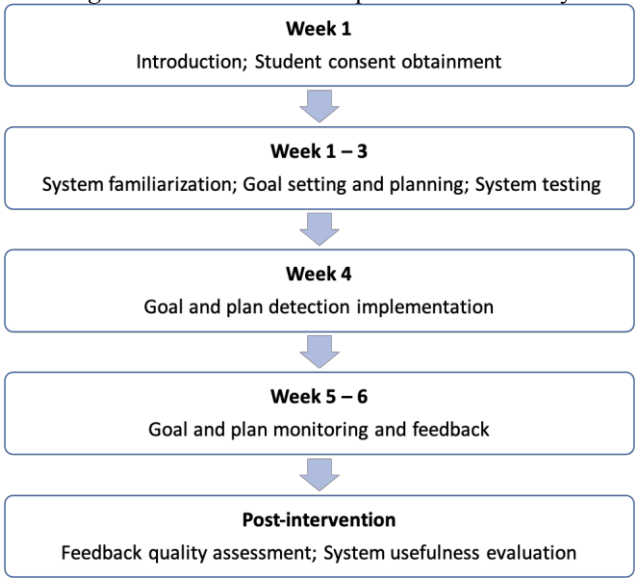 Week 1
Introduction; Student consent obtainment
Week 1 – 3
System familiarization; Goal setting and planning; System testing
Week 4
Goal and plan detection implementation
Week 5 – 6
Goal and plan monitoring and feedback
Post-intervention
Feedback quality assessment; System usefulness evaluation